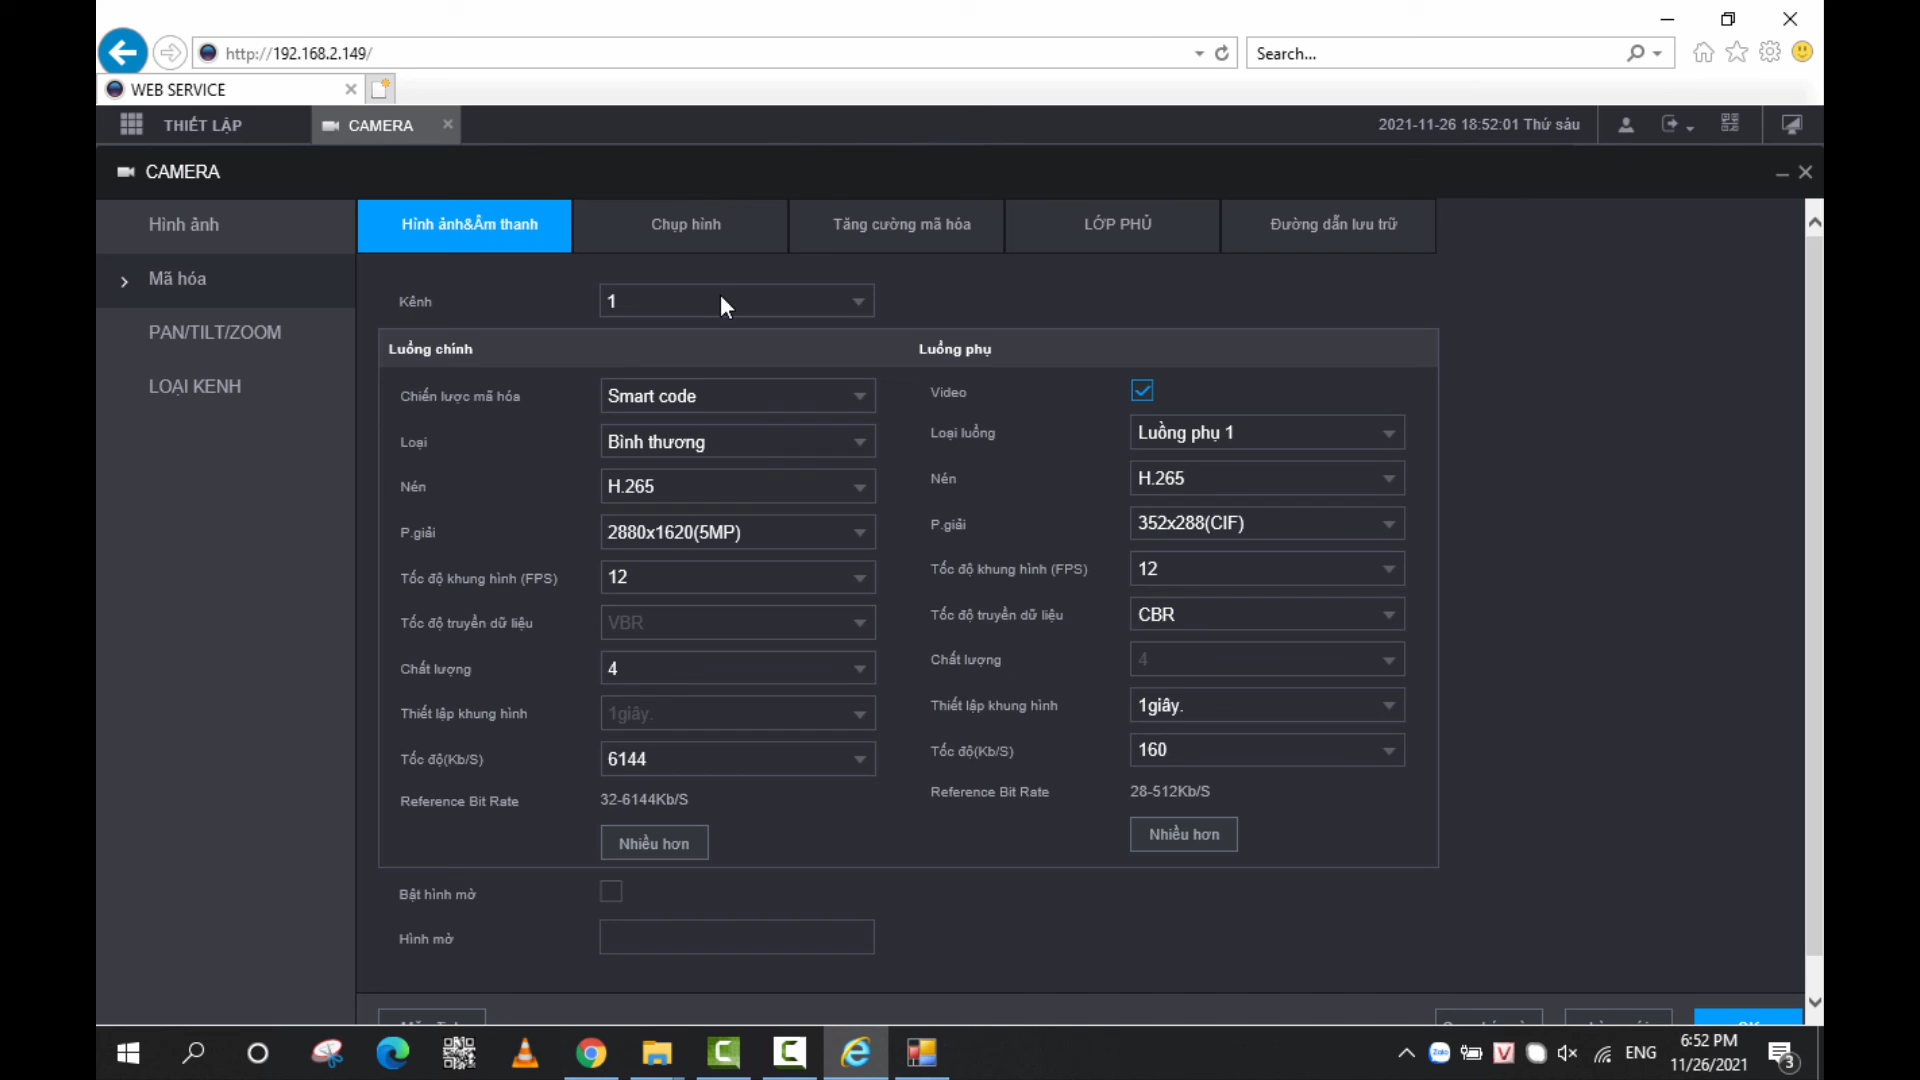 http://192.168.2.149/
Search...
WEB SERVICE
THIẾT LẬP
CAMERA
2021-11-26 18:52:01 Thứ sáu
CAMERA
Hình ảnh
Mã hóa
PAN/TILT/ZOOM
LOẠI KENH
Hình ảnh&Âm thanh
Chụp hình
Tăng cường mã hóa
LỚP PHỦ
Đường dẫn lưu trữ
Kênh
1
Luồng chính
Chiến lược mã hóa
Smart code
Loại
Bình thương
Nén
H.265
P.giải
2880x1620(5MP)
Tốc độ khung hình (FPS)
12
Tốc độ truyền dữ liệu
VBR
Chất lượng
4
Thiết lập khung hình
1giây.
Tốc độ(Kb/S)
6144
Reference Bit Rate
32-6144Kb/S
Nhiều hơn
Luồng phụ
Video
Loại luồng
Luồng phụ 1
Nén
H.265
P.giải
352x288(CIF)
Tốc độ khung hình (FPS)
12
Tốc độ truyền dữ liệu
CBR
Chất lượng
4
Thiết lập khung hình
1giây.
Tốc độ(Kb/S)
160
Reference Bit Rate
28-512Kb/S
Nhiều hơn
Bật hình mờ
Hình mờ
Zalo
V
ENG
6:52 PM
11/26/2021
3